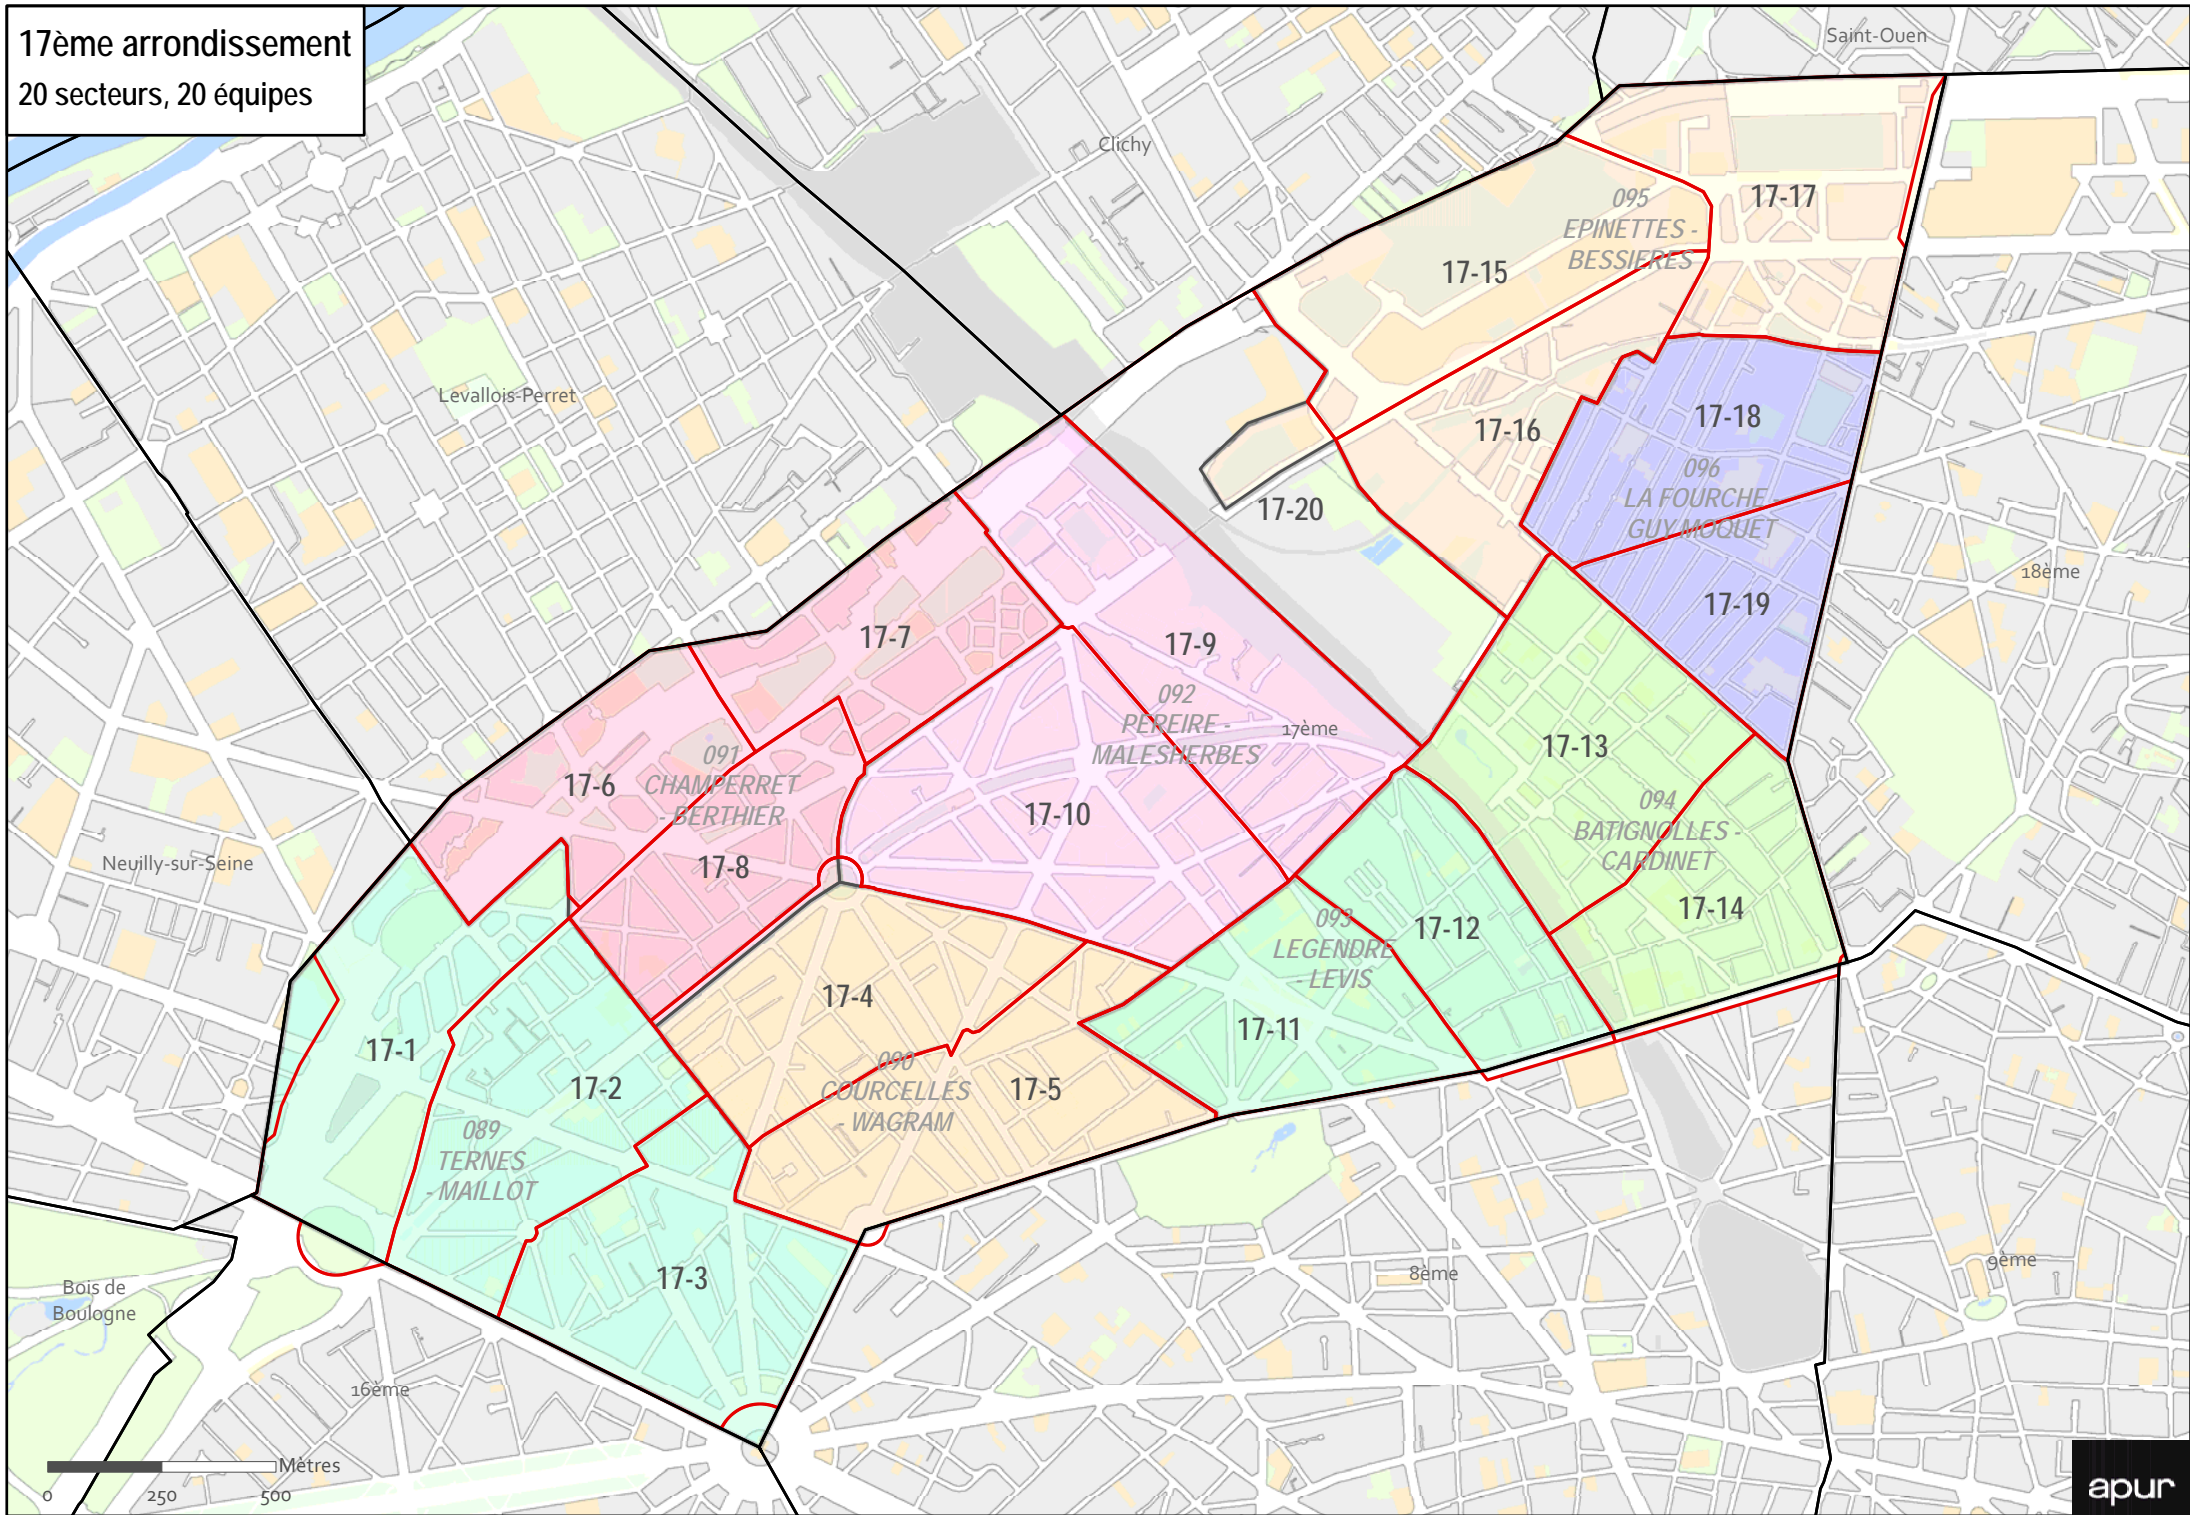 17ème arrondissement
20 secteurs, 20 équipes
Saint-Ouen
Clichy
17-17
095
EPINETTES -
BESSIERES
17-15
Levallois-Perret
17-18
17-16
096
LA FOURCHE -
GUY MOQUET
17-20
18ème
17-19
17-7
17-9
092
PEREIRE -
MALESHERBES
17ème
17-13
091
CHAMPERRET
- BERTHIER
17-6
17-10
094
BATIGNOLLES -
CARDINET
Neuilly-sur-Seine
17-8
17-14
093
LEGENDRE
- LEVIS
17-12
17-4
17-11
17-1
090
COURCELLES
- WAGRAM
17-5
17-2
089
TERNES
- MAILLOT
17-3
8ème
9ème
Bois de
Boulogne
16ème
Mètres
0 250 500
apur